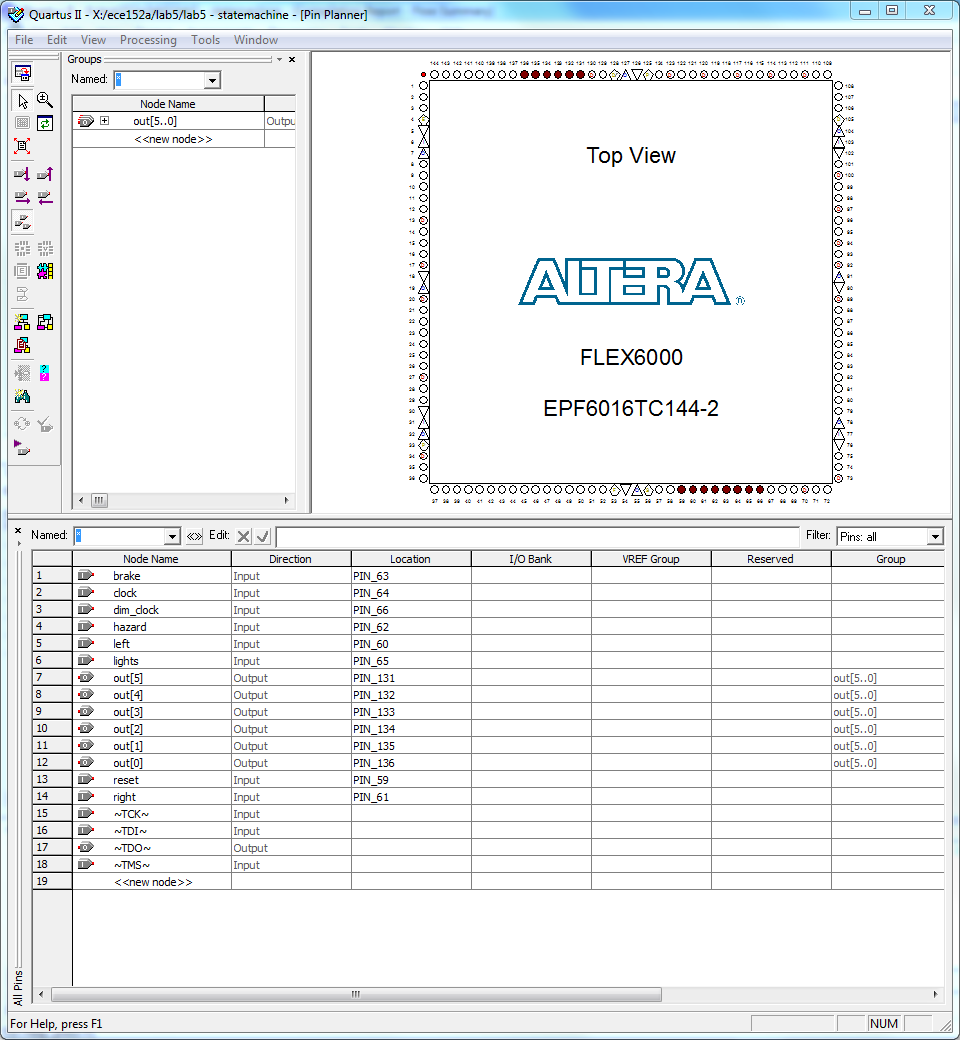 Quartus II - X:/ece152a/lab5/lab5 - statemachine - [Pin Planner]
File Edit View Processing Tools Window
Groups
Named: *
Node Name
out[5..0] Outpu
<<new node>>
Top View
ALTERA ®
FLEX6000
EPF6016TC144-2
Named: * <<>> Edit: Filter: Pins: all
Node Name Direction Location I/O Bank VREF Group Reserved Group
1 brake Input PIN_63
2 clock Input PIN_64
3 dim_clock Input PIN_66
4 hazard Input PIN_62
5 left Input PIN_60
6 lights Input PIN_65
7 out[5] Output PIN_131 out[5..0]
8 out[4] Output PIN_132 out[5..0]
9 out[3] Output PIN_133 out[5..0]
10 out[2] Output PIN_134 out[5..0]
11 out[1] Output PIN_135 out[5..0]
12 out[0] Output PIN_136 out[5..0]
13 reset Input PIN_59
14 right Input PIN_61
15 ~TCK~ Input
16 ~TDI~ Input
17 ~TDO~ Output
18 ~TMS~ Input
19 <<new node>>
All Pins
For Help, press F1 NUM